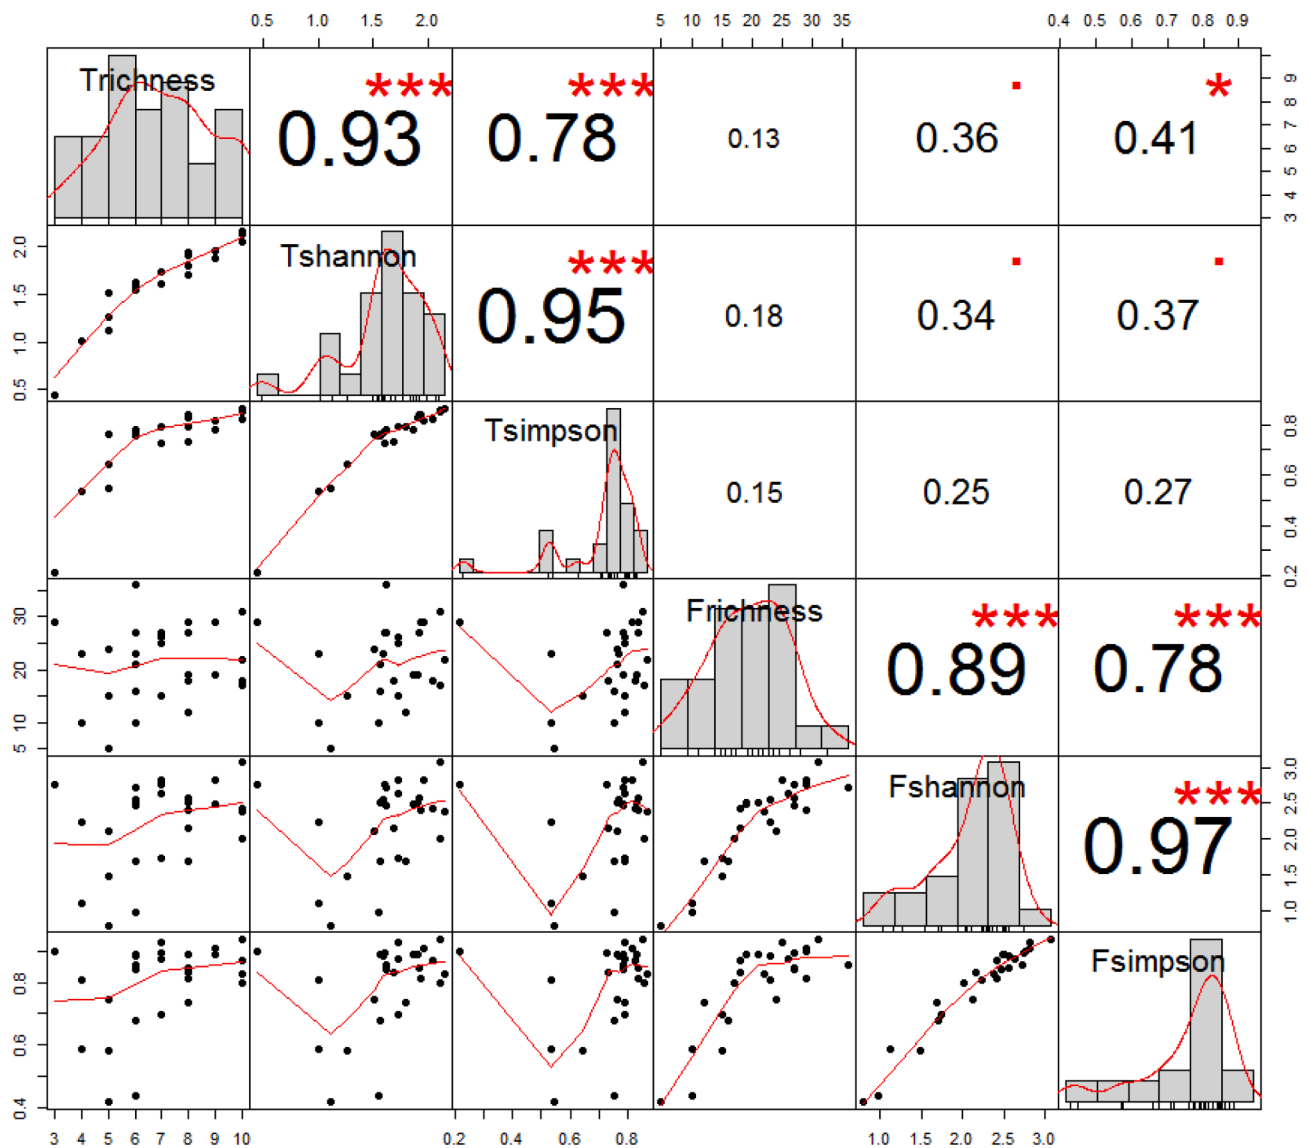 0.5 1.0 1.5 2.0 5 10 15 20 25 30 35 0.4 0.5 0.6 0.7 0.8 0.9
Trichness 0.93 *** 0.78 *** 0.13 0.36 . 0.41 * 3 4 5 6 7 8 9
0.5 1.0 1.5 2.0 Tshannon 0.95 *** 0.18 0.34 . 0.37 .
Tsimpson 0.15 0.25 0.27 0.2 0.4 0.6 0.8
5 10 20 30 Frichness 0.89 *** 0.78 ***
Fshannon 0.97 *** 1.0 1.5 2.0 2.5 3.0
0.4 0.6 0.8 Fsimpson
3 4 5 6 7 8 9 10 0.2 0.4 0.6 0.8 1.0 1.5 2.0 2.5 3.0